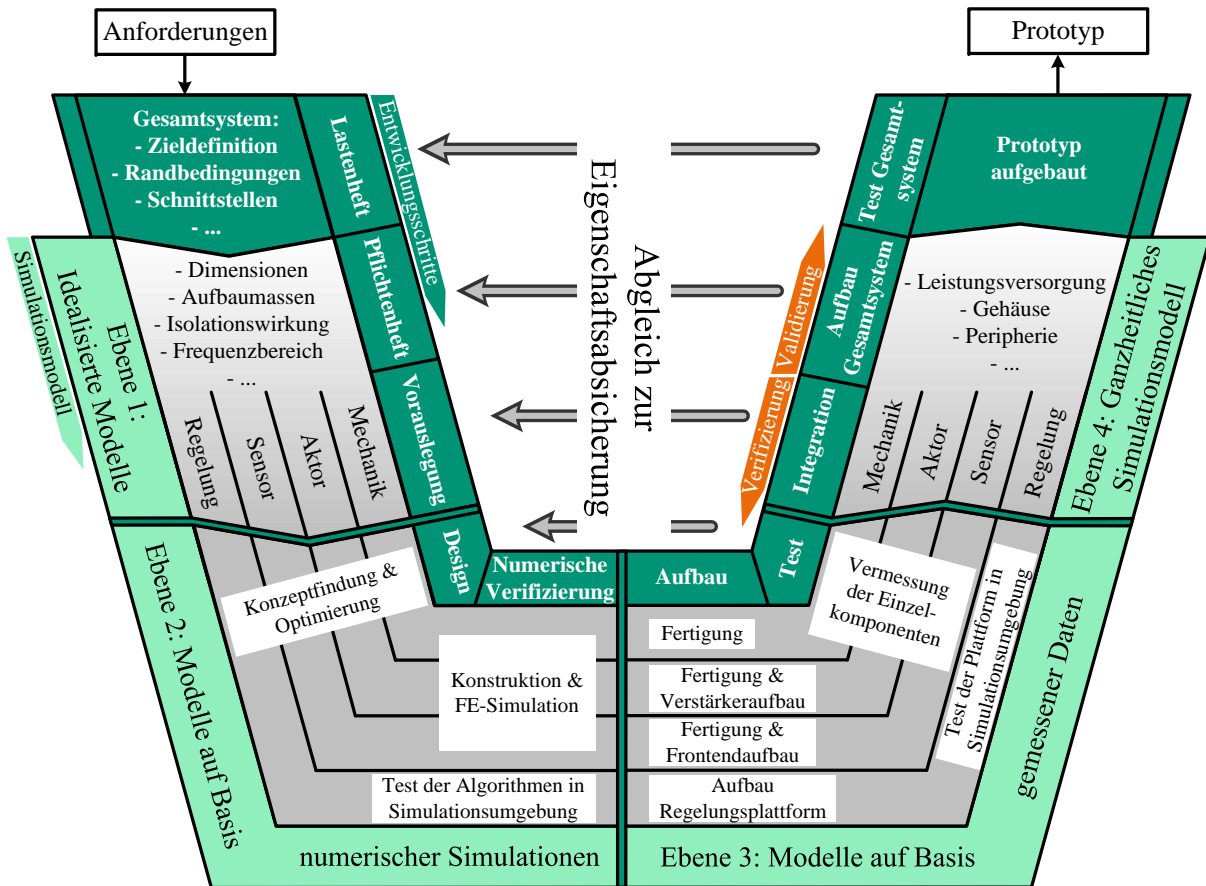 Anforderungen
Prototyp
Gesamtsystem:
- Zieldefinition
- Randbedingungen
- Schnittstellen
- ...
Lastenheft
Entwicklungsschritte
Pflichtenheft
Vorauslegung
Design
Simulationsmodell
Ebene 1:
Idealisierte Modelle
- Dimensionen
- Aufbaumassen
- Isolationswirkung
- Frequenzbereich
- ...
Regelung
Sensor
Aktor
Mechanik
Abgleich zur
Eigenschaftsabsicherung
Test Gesamt-
system
Prototyp
aufgebaut
Aufbau
Gesamtsystem
Validierung
Verifizierung
Integration
Test
- Leistungsversorgung
- Gehäuse
- Peripherie
- ...
Mechanik
Aktor
Sensor
Regelung
Ebene 4: Ganzheitliches
Simulationsmodell
Numerische
Verifizierung
Aufbau
Konzeptfindung &
Optimierung
Konstruktion &
FE-Simulation
Test der Algorithmen in
Simulationsumgebung
Fertigung
Fertigung &
Verstärkeraufbau
Fertigung &
Frontendaufbau
Aufbau
Regelungsplattform
Vermessung
der Einzel-
komponenten
Test der Plattform in
Simulationsumgebung
Ebene 2: Modelle auf Basis
numerischer Simulationen
Ebene 3: Modelle auf Basis
gemessener Daten